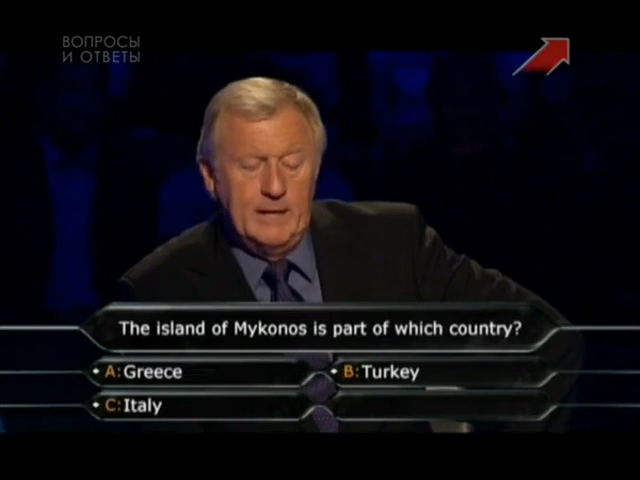 ВОПРОСЫ
И ОТВЕТЫ
The island of Mykonos is part of which country?
A: Greece
B: Turkey
C: Italy